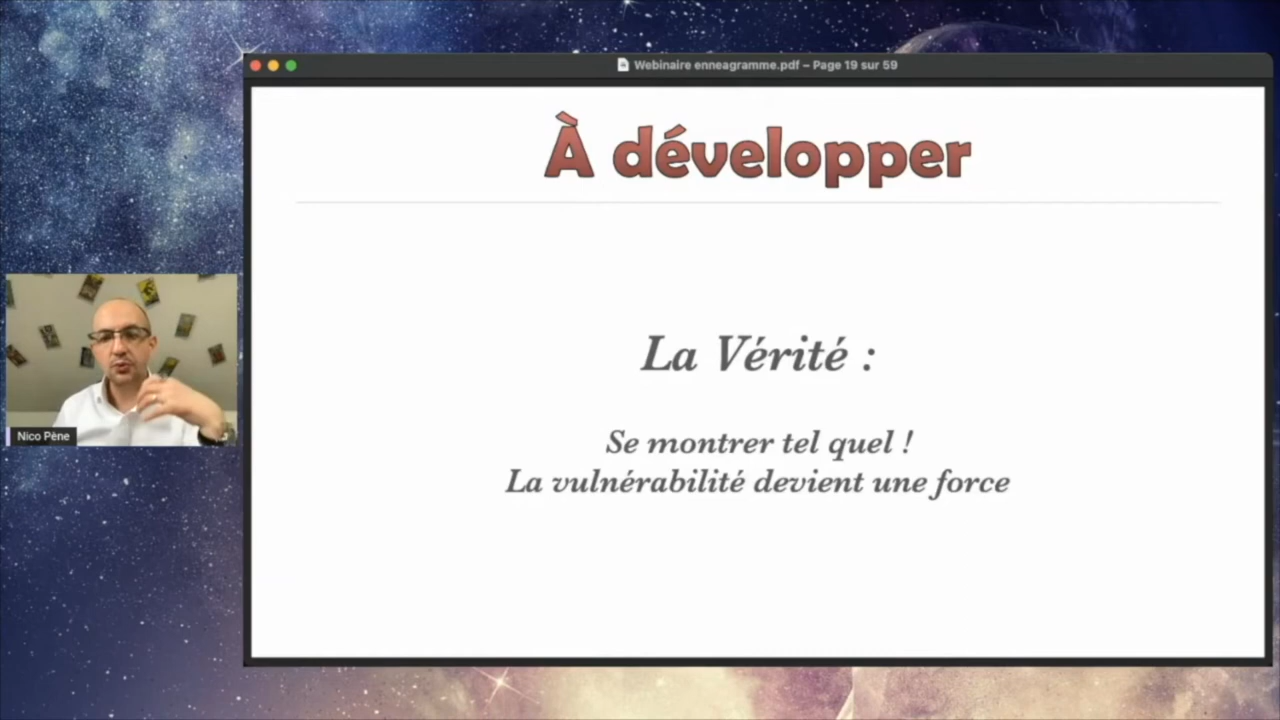 Webinaire enneagramme.pdf – Page 19 sur 59
À développer
La Vérité :
Se montrer tel quel !
La vulnérabilité devient une force
Nico Pène